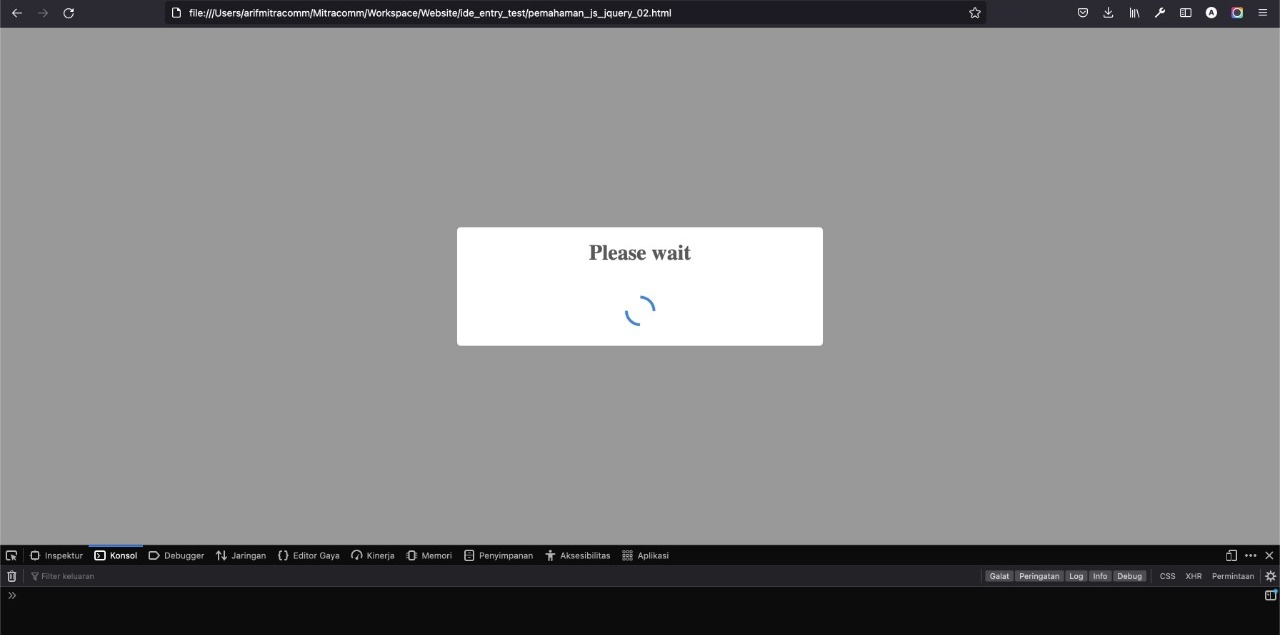 file:///Users/arifmitracomm/Mitracomm/Workspace/Website/ide_entry_test/pemahaman_js_jquery_02.html
A
Please wait
Inspektur Konsol Debugger Jaringan Editor Gaya Kinerja Memori Penyimpanan Aksesibilitas Aplikasi
Filter keluaran Galat Peringatan Log Info Debug CSS XHR Permintaan